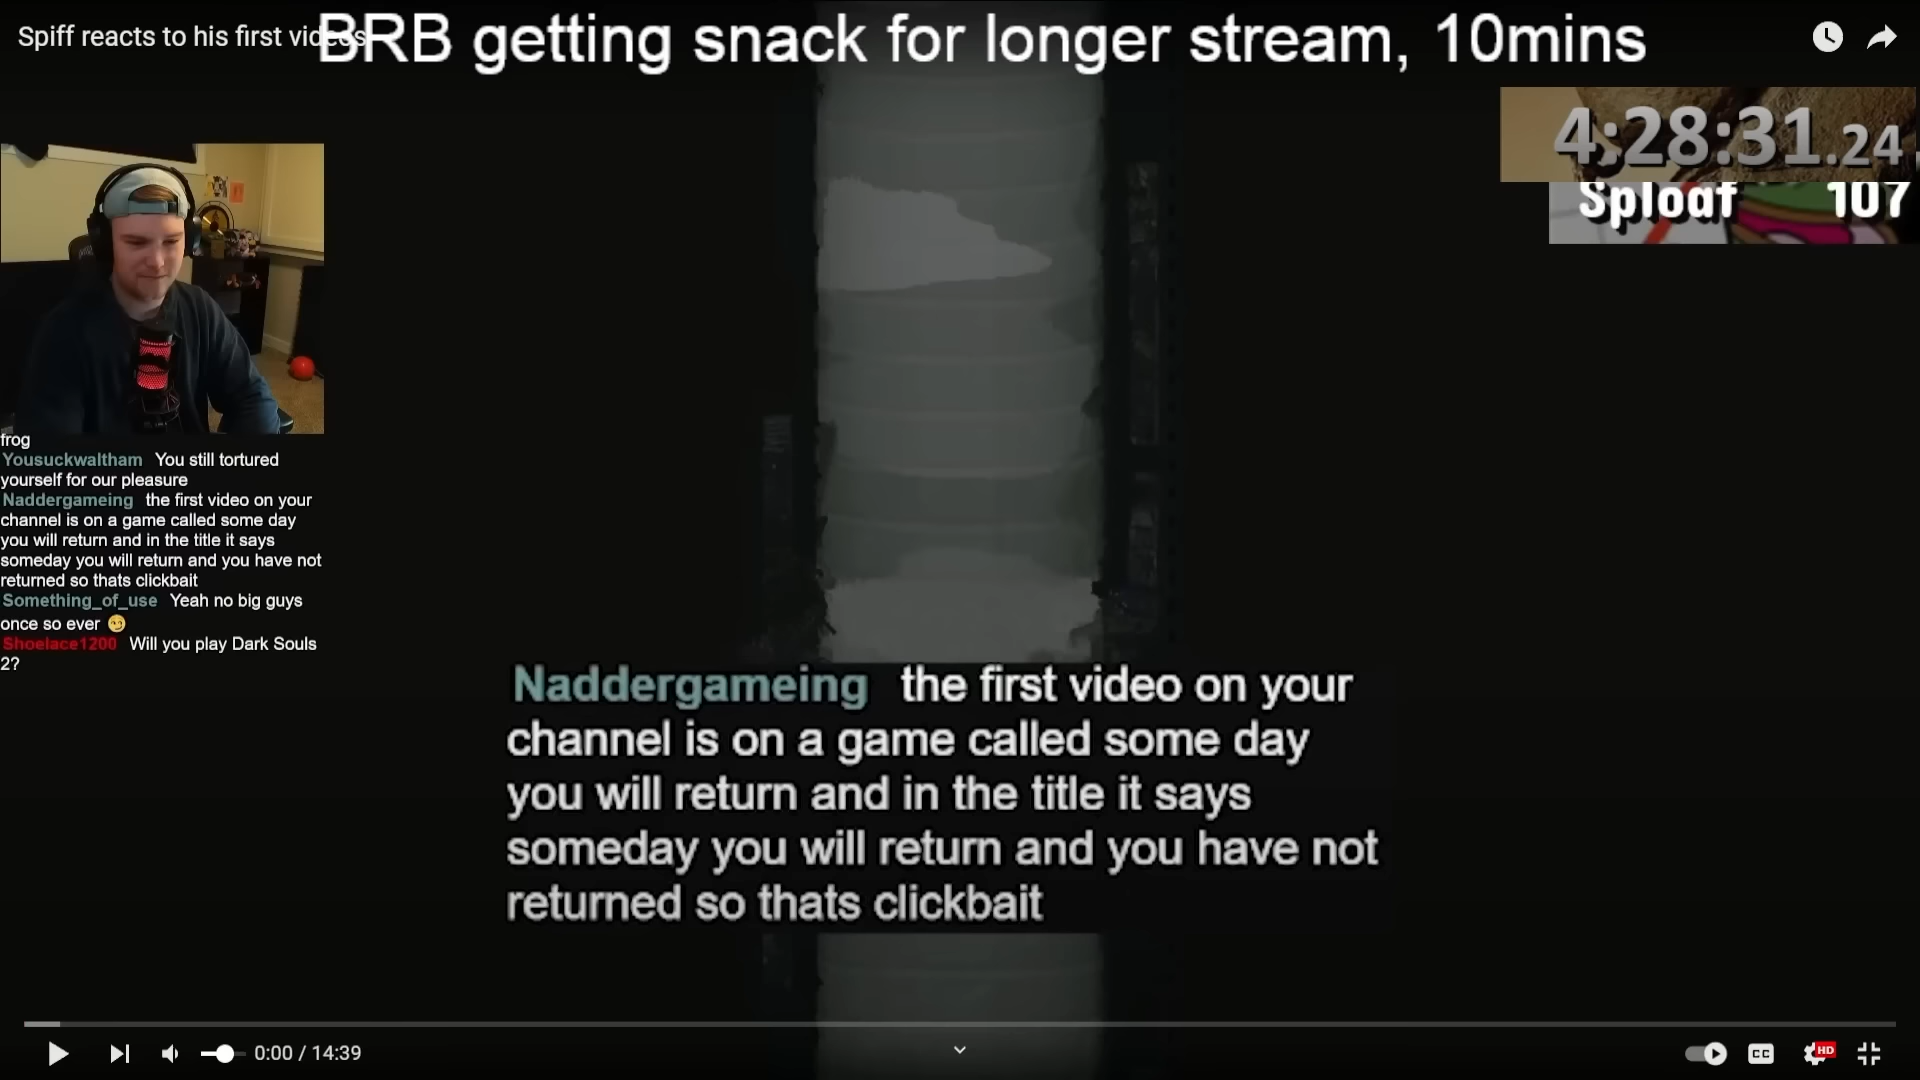 Spiff reacts to his first videos
BRB getting snack for longer stream, 10mins
4:28:31.24
Sploaf 107
frog
Yousuckwaltham You still tortured
yourself for our pleasure
Naddergameing the first video on your
channel is on a game called some day
you will return and in the title it says
someday you will return and you have not
returned so thats clickbait
Something_of_use Yeah no big guys
once so ever 😏
Shoelace1200 Will you play Dark Souls
2?
Naddergameing the first video on your
channel is on a game called some day
you will return and in the title it says
someday you will return and you have not
returned so thats clickbait
0:00 / 14:39
CC
HD